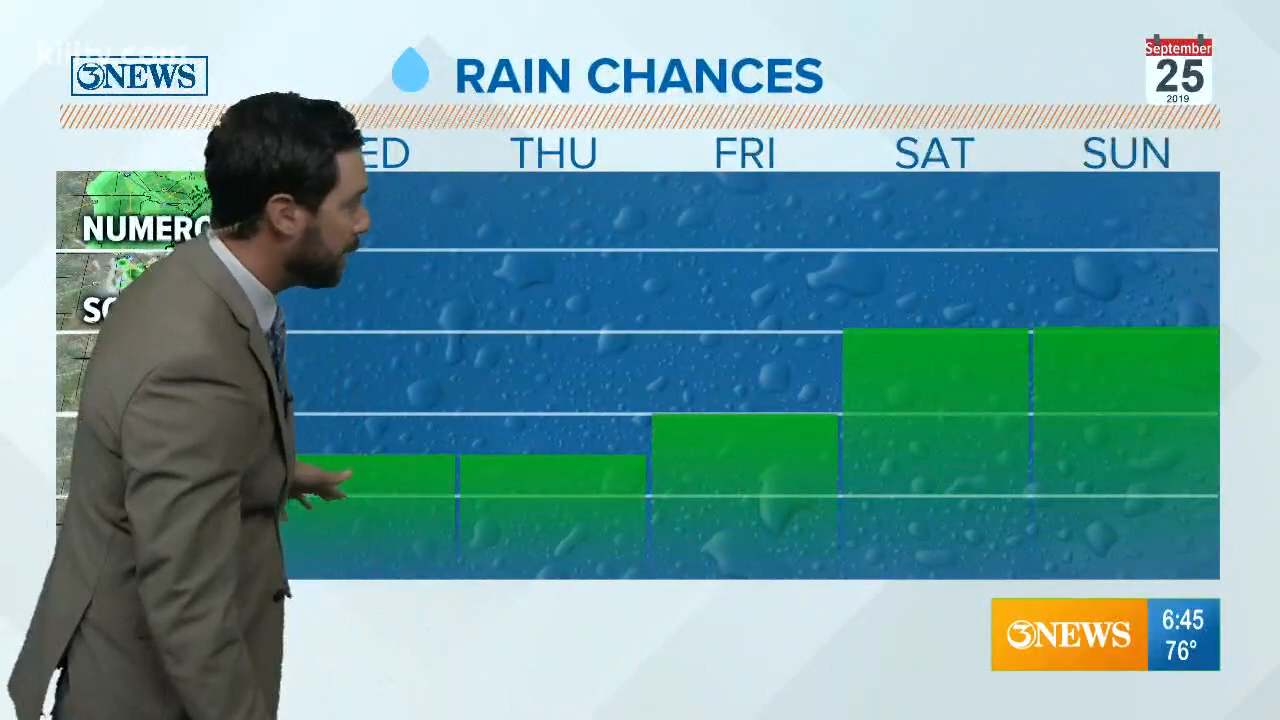 3NEWS
RAIN CHANCES
September
25
2019
ED THU FRI SAT SUN
NUMERO
SC
3NEWS
6:45
76°